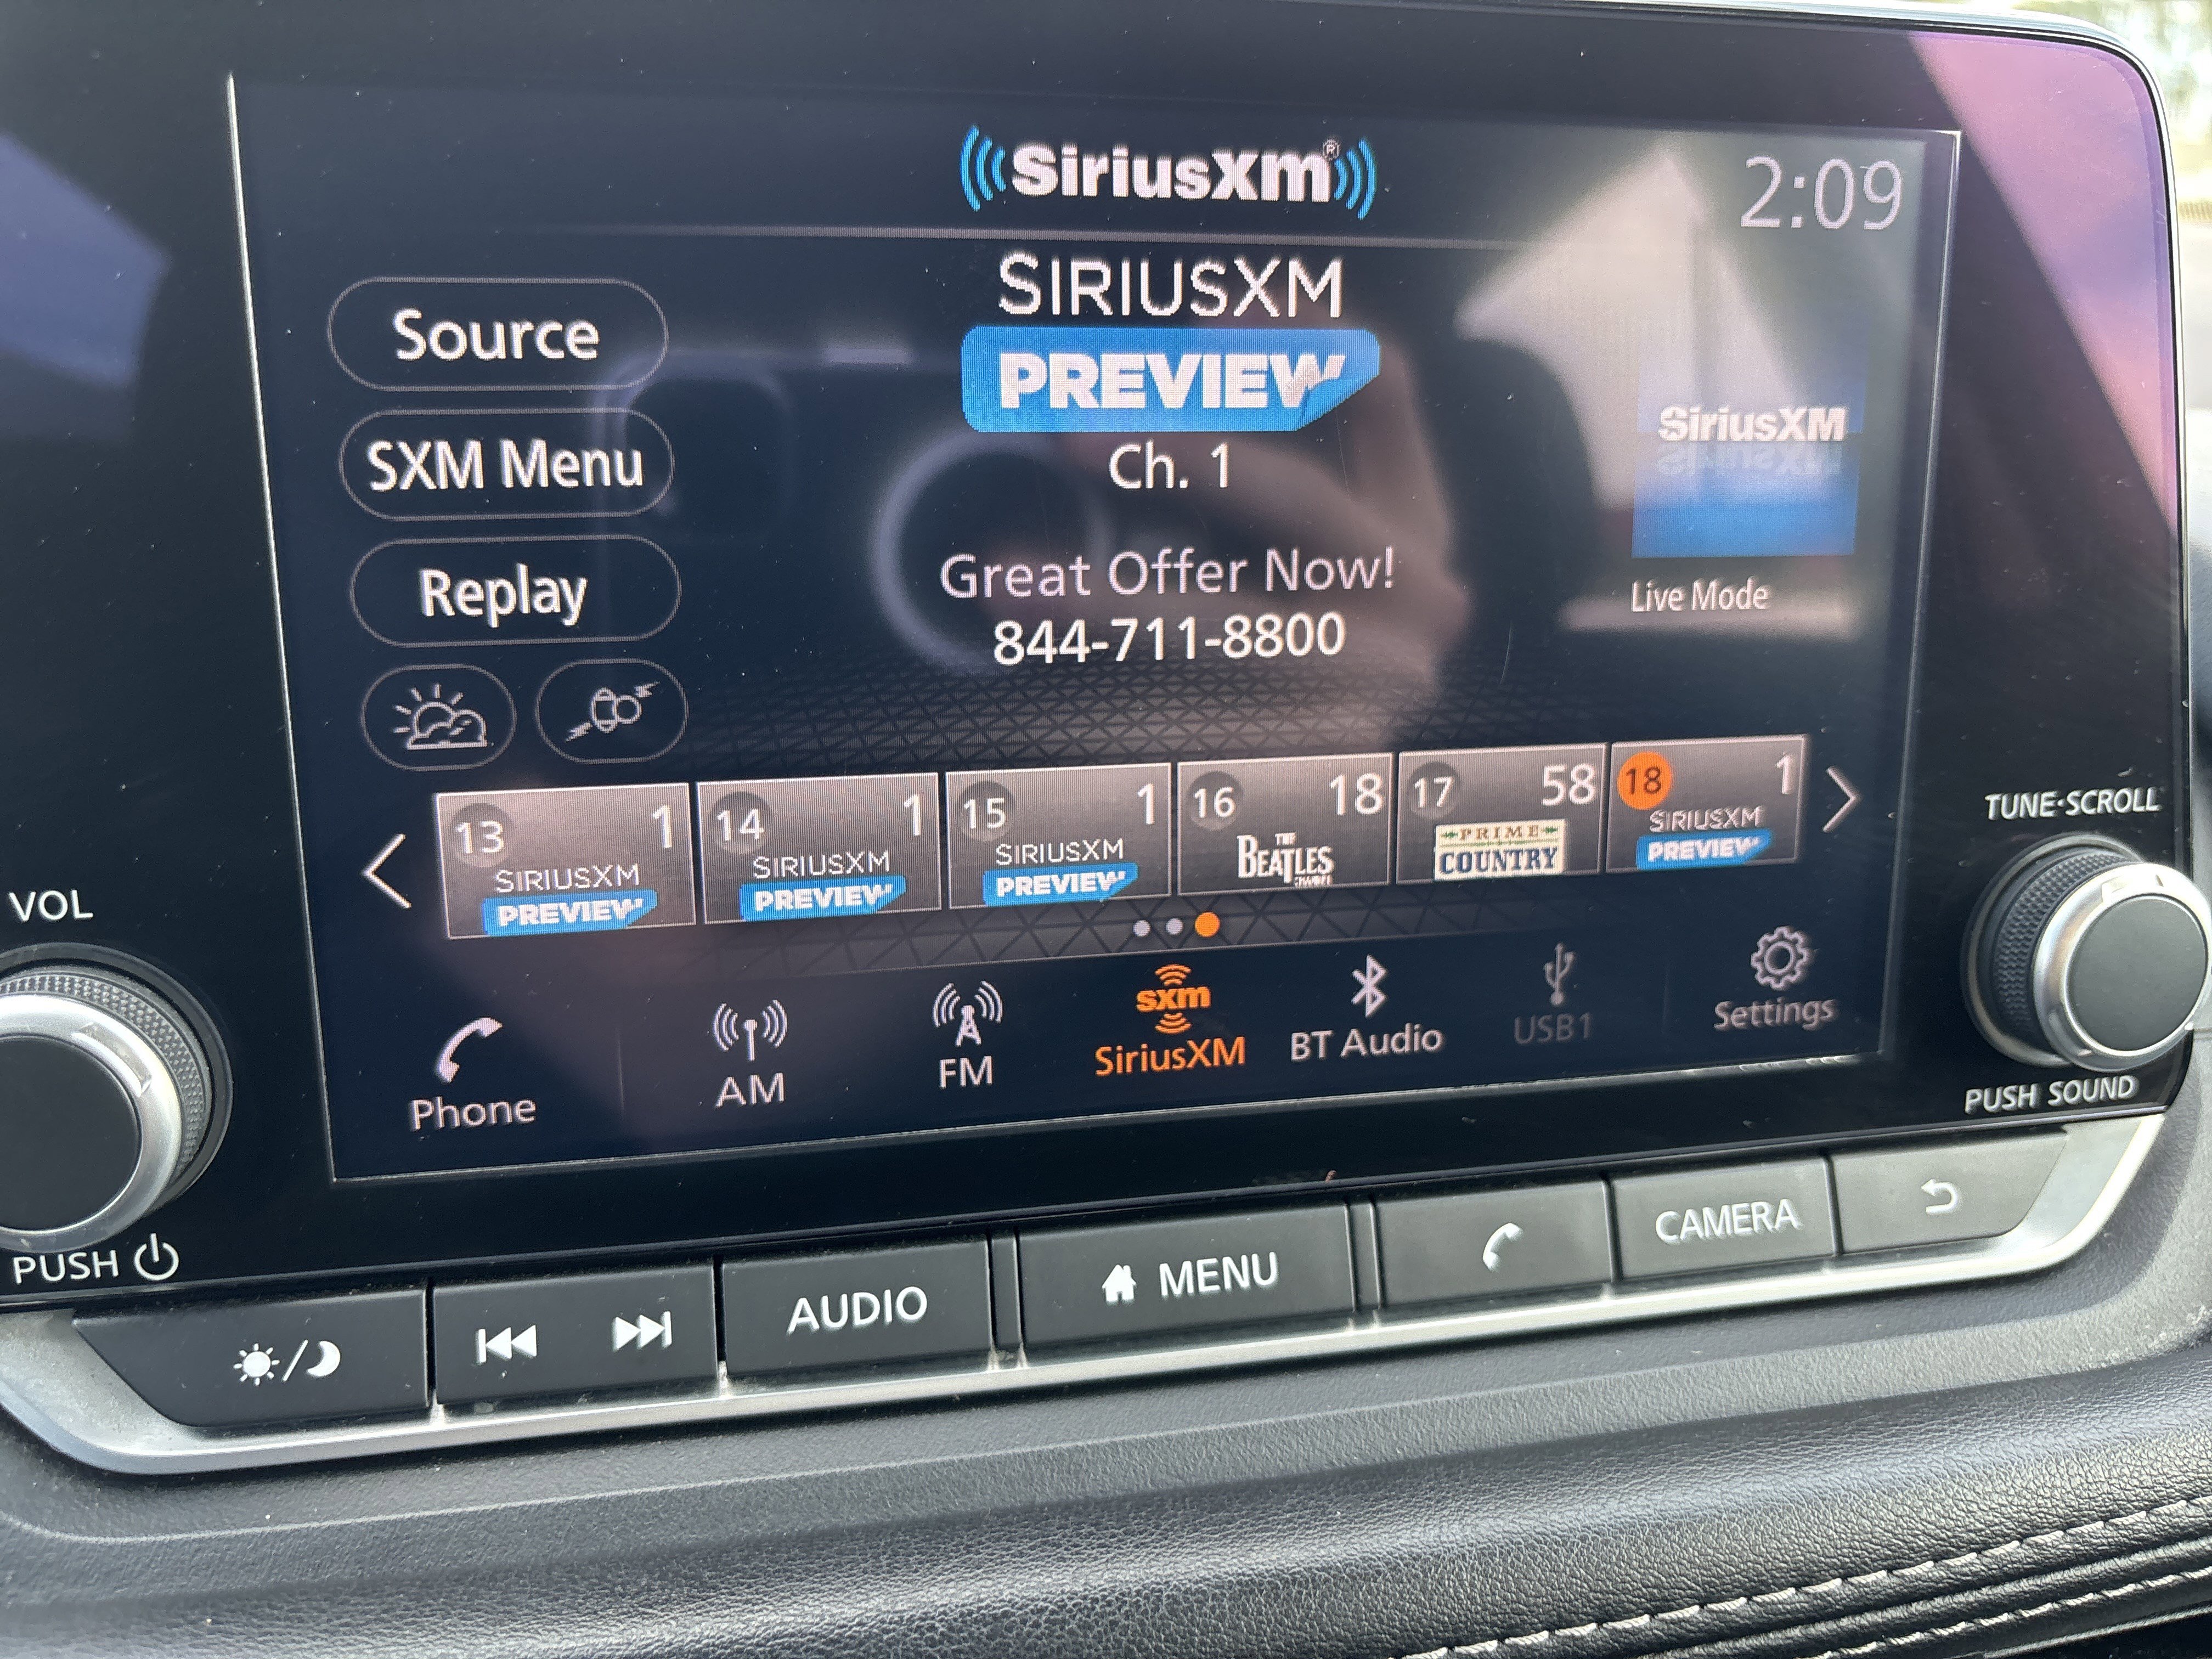 SiriusXm®
2:09
SIRIUSXM
PREVIEW
Ch. 1
Great Offer Now!
844-711-8800
Source
SXM Menu
Replay
SiriusXM
Live Mode
13 1
SIRIUSXM
PREVIEW
14 1
SIRIUSXM
PREVIEW
15 1
SIRIUSXM
PREVIEW
16 18
THE
BEATLES
CHANNEL
17 58
PRIME
COUNTRY
18 1
SIRIUSXM
PREVIEW
Phone
AM
FM
sxm
SiriusXM
BT Audio
USB1
Settings
VOL
PUSH
TUNE·SCROLL
PUSH SOUND
AUDIO
MENU
CAMERA